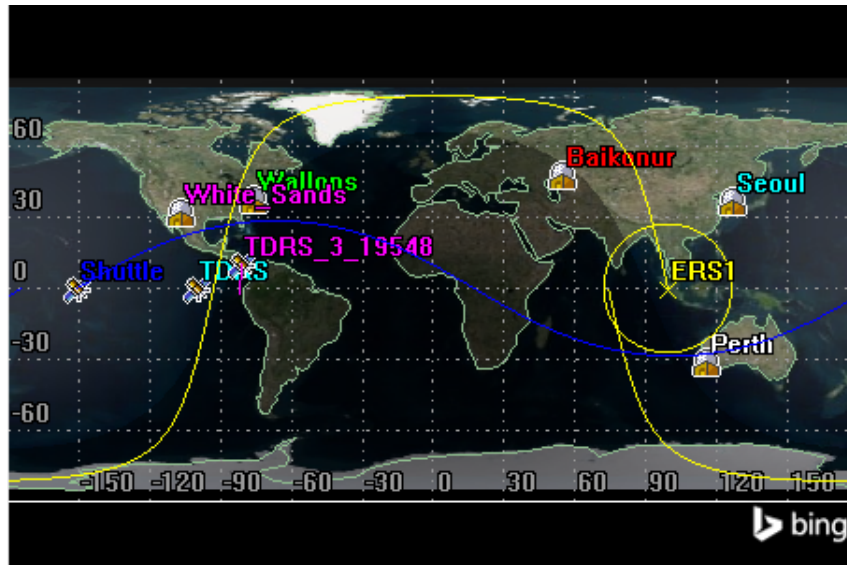 60
Baikonur
Wallops
White_Sands
Seoul
30
TDRS_3_19548
0
Shuttle
TDRS
ERS1
-30
Perth
-60
-150 -120 -90 -60 -30 0 30 60 90 120 150
bing